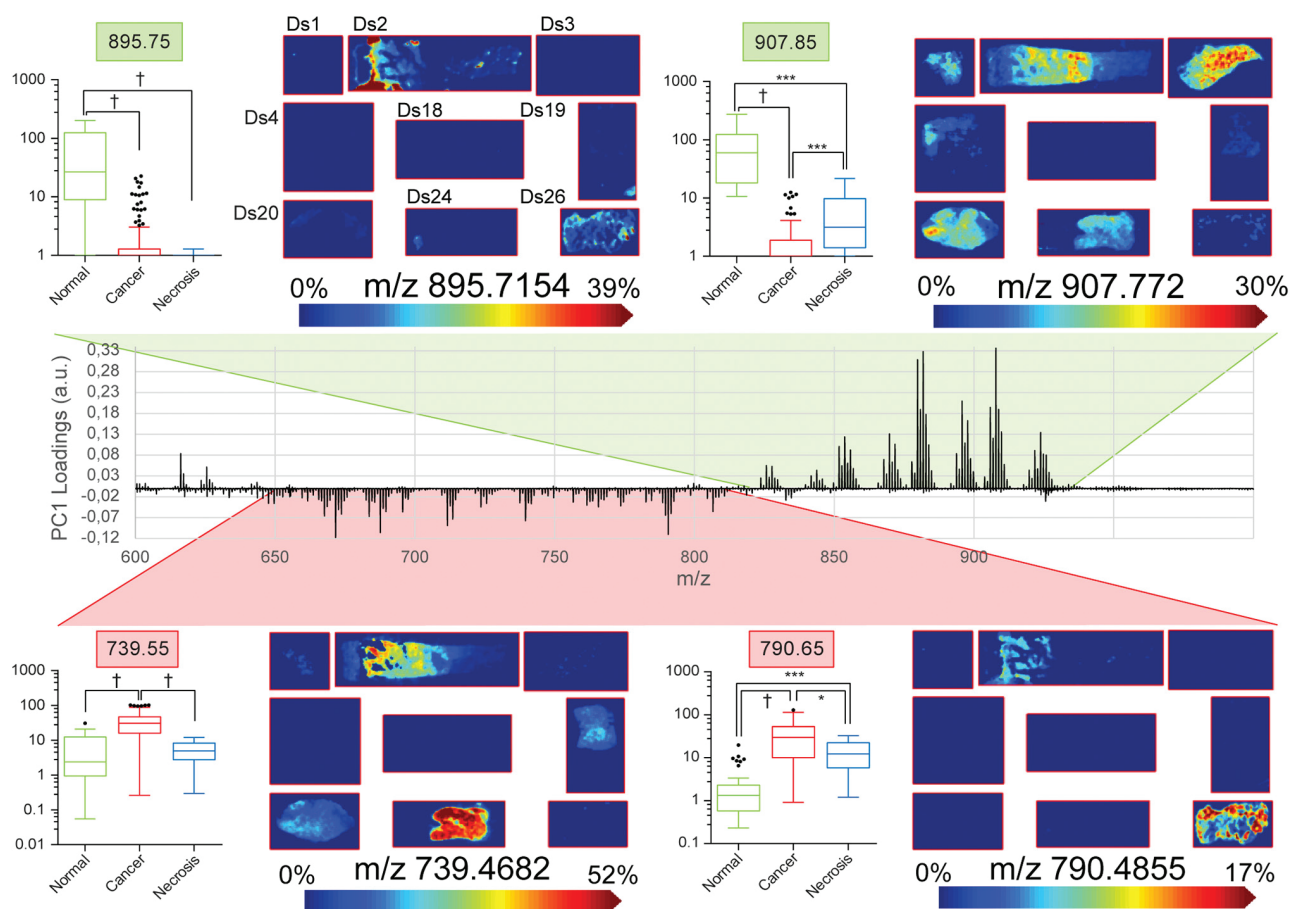 895.75
1000
100
10
1
†
†
Normal
Cancer
Necrosis
Ds1 Ds2 Ds3
Ds4 Ds18 Ds19
Ds20 Ds24 Ds26
0% m/z 895.7154 39%
907.85
1000
100
10
1
***
†
***
Normal
Cancer
Necrosis
0% m/z 907.772 30%
PC1 Loadings (a.u.)
0,33
0,28
0,23
0,18
0,13
0,08
0,03
-0,02
-0,07
-0,12
600 650 700 750 800 850 900
m/z
739.55
1000
100
10
1
0.1
0.01
† †
Normal
Cancer
Necrosis
0% m/z 739.4682 52%
790.65
1000
100
10
1
0.1
***
† *
Normal
Cancer
Necrosis
0% m/z 790.4855 17%